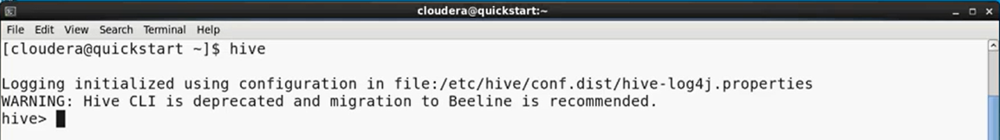 cloudera@quickstart:~
File Edit View Search Terminal Help
[cloudera@quickstart ~]$ hive
Logging initialized using configuration in file:/etc/hive/conf.dist/hive-log4j.properties
WARNING: Hive CLI is deprecated and migration to Beeline is recommended.
hive>